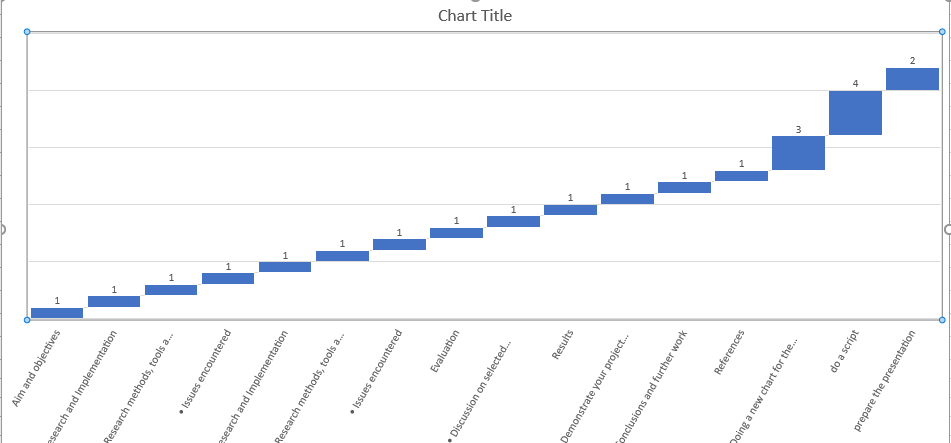 Chart Title
1
1
1
1
1
1
1
1
1
1
1
1
1
3
4
2
Aim and objectives
esearch and Implementation
Research methods, tools a...
• Issues encountered
esearch and Implementation
Research methods, tools a...
• Issues encountered
Evaluation
• Discussion on selected...
Results
Demonstrate your project...
onclusions and further work
References
Doing a new chart for the...
do a script
prepare the presentation